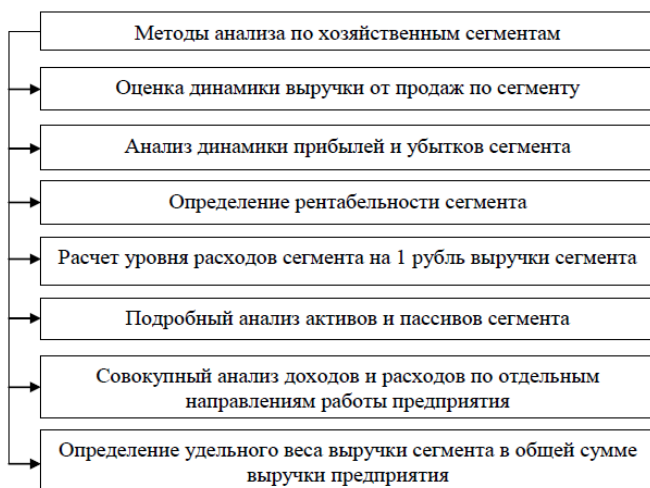 Методы анализа по хозяйственным сегментам
Оценка динамики выручки от продаж по сегменту
Анализ динамики прибылей и убытков сегмента
Определение рентабельности сегмента
Расчет уровня расходов сегмента на 1 рубль выручки сегмента
Подробный анализ активов и пассивов сегмента
Совокупный анализ доходов и расходов по отдельным
направлениям работы предприятия
Определение удельного веса выручки сегмента в общей сумме
выручки предприятия